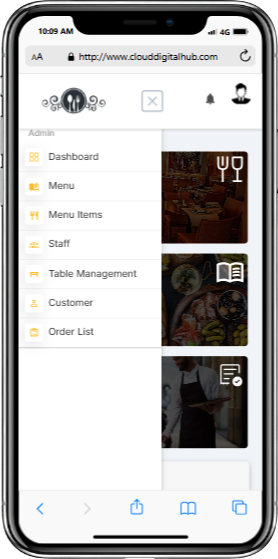 10:09 AM
4G
AA
http://www.clouddigitalhub.com
Admin
Dashboard
Menu
Menu Items
Staff
Table Management
Customer
Order List